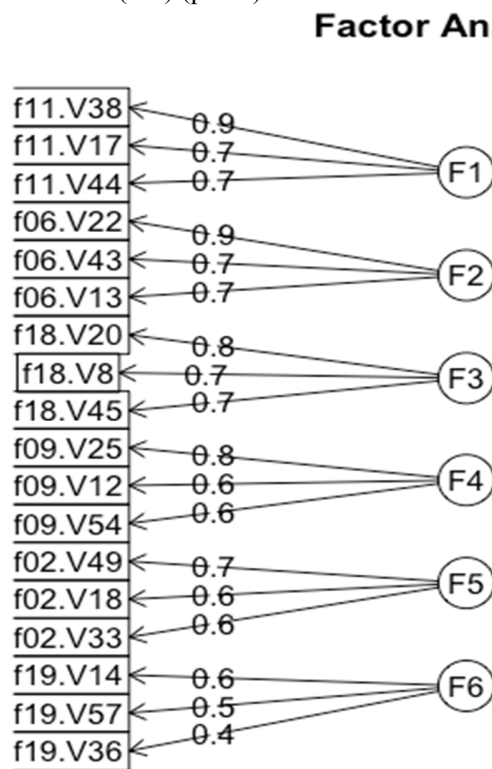 Factor An
f11.V38
0.9
f11.V17
0.7
F1
f11.V44
0.7
f06.V22
0.9
f06.V43
0.7
F2
f06.V13
0.7
f18.V20
0.8
f18.V8
0.7
F3
f18.V45
0.7
f09.V25
0.8
f09.V12
0.6
F4
f09.V54
0.6
f02.V49
0.7
f02.V18
0.6
F5
f02.V33
0.6
f19.V14
0.6
f19.V57
0.5
F6
f19.V36
0.4